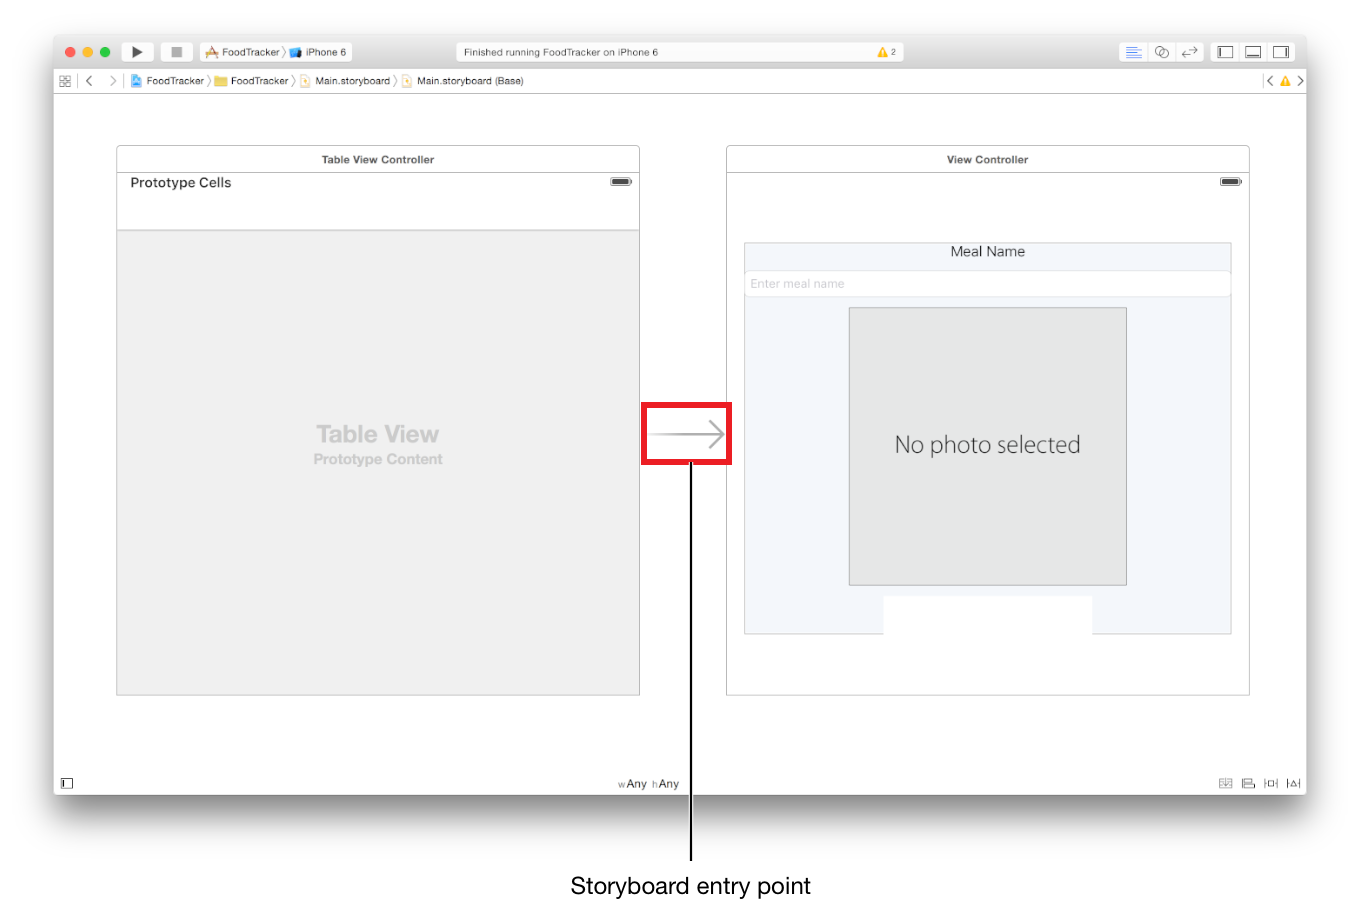 FoodTracker iPhone 6 Finished running FoodTracker on iPhone 6 2
FoodTracker FoodTracker Main.storyboard Main.storyboard (Base)
Table View Controller
Prototype Cells
Table View
Prototype Content
View Controller
Meal Name
Enter meal name
No photo selected
wAny hAny
Storyboard entry point